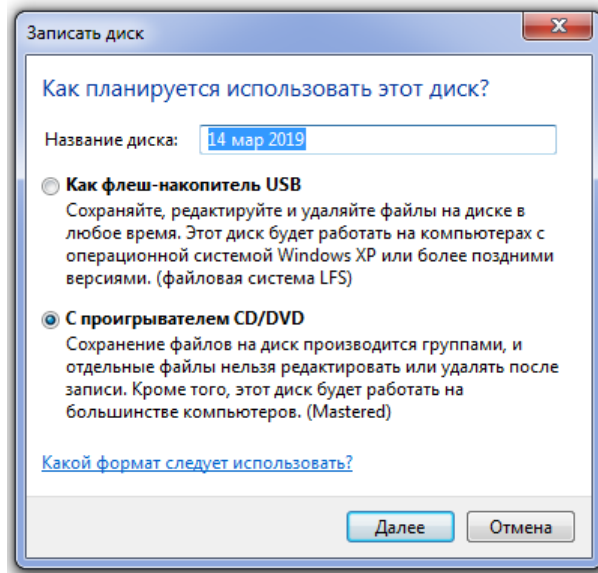 Записать диск
Как планируется использовать этот диск?
Название диска: 14 мар 2019
Как флеш-накопитель USB
Сохраняйте, редактируйте и удаляйте файлы на диске в
любое время. Этот диск будет работать на компьютерах с
операционной системой Windows XP или более поздними
версиями. (файловая система LFS)
С проигрывателем CD/DVD
Сохранение файлов на диск производится группами, и
отдельные файлы нельзя редактировать или удалять после
записи. Кроме того, этот диск будет работать на
большинстве компьютеров. (Mastered)
Какой формат следует использовать?
Далее Отмена